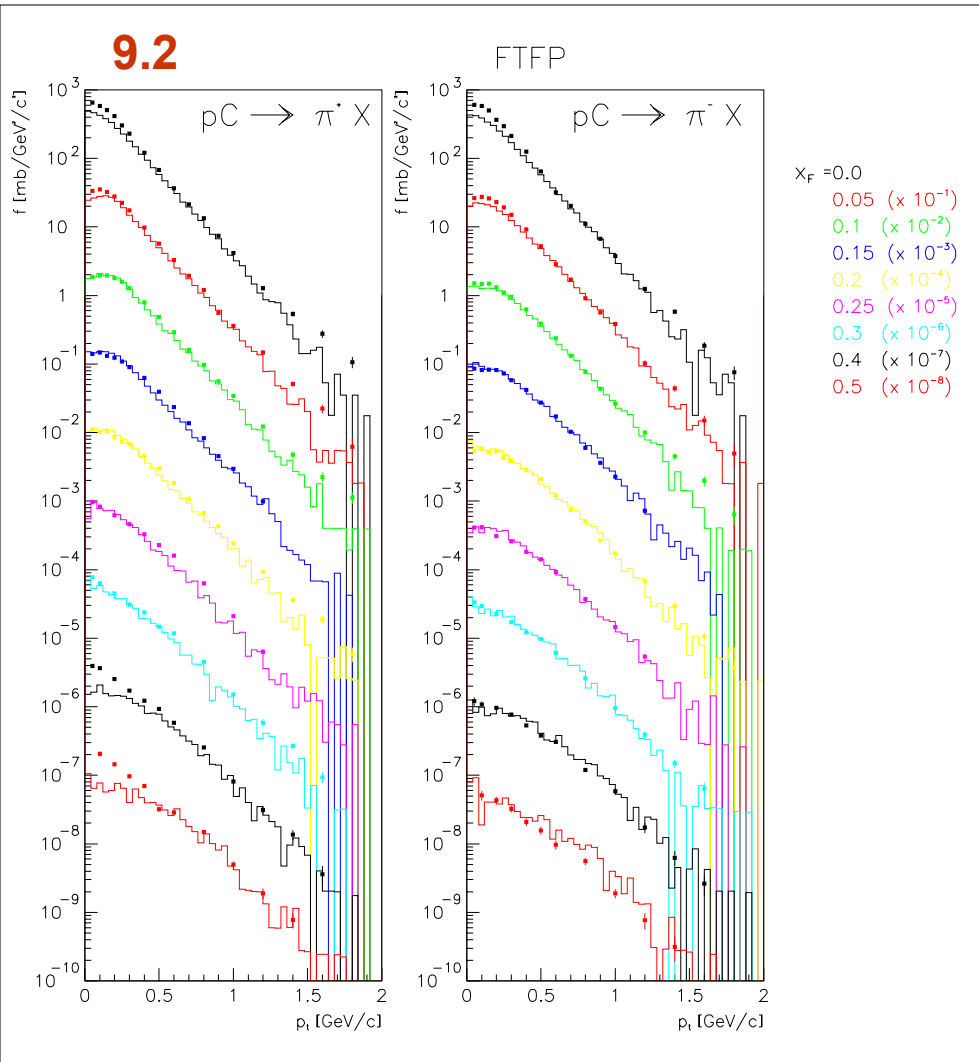 9.2
FTFP
f [mb/GeV²/c³]
10³
10²
10
1
10⁻¹
10⁻²
10⁻³
10⁻⁴
10⁻⁵
10⁻⁶
10⁻⁷
10⁻⁸
10⁻⁹
10⁻¹⁰
pC → π⁺ X
0 0.5 1 1.5 2
pₜ [GeV/c]
f [mb/GeV²/c³]
10³
10²
10
1
10⁻¹
10⁻²
10⁻³
10⁻⁴
10⁻⁵
10⁻⁶
10⁻⁷
10⁻⁸
10⁻⁹
10⁻¹⁰
pC → π⁻ X
0 0.5 1 1.5 2
pₜ [GeV/c]
x_F =0.0
0.05 (x 10⁻¹)
0.1 (x 10⁻²)
0.15 (x 10⁻³)
0.2 (x 10⁻⁴)
0.25 (x 10⁻⁵)
0.3 (x 10⁻⁶)
0.4 (x 10⁻⁷)
0.5 (x 10⁻⁸)